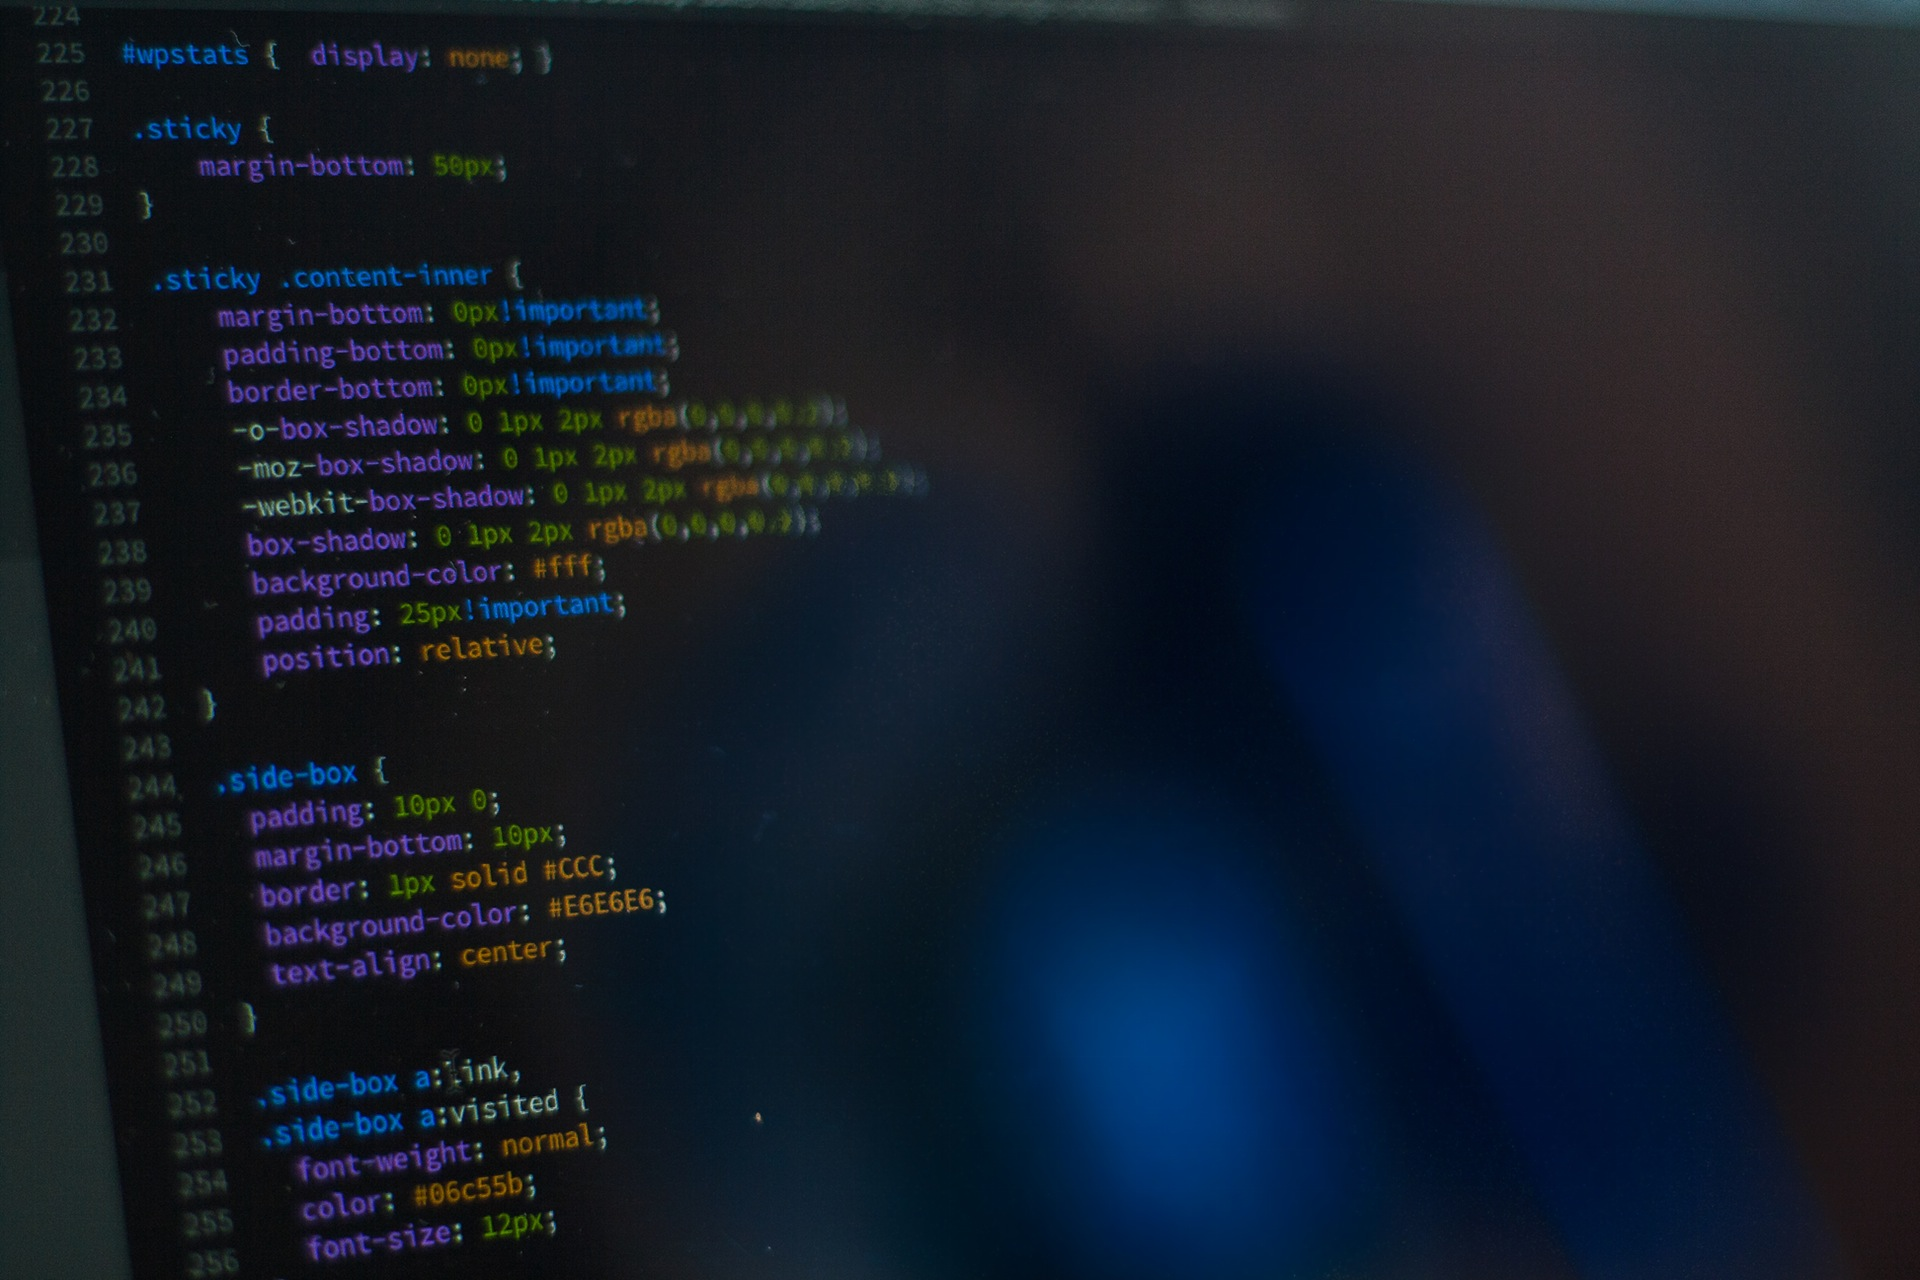 224
225 #wpstats { display: none; }
226
227 .sticky {
228 margin-bottom: 50px;
229 }
230
231 .sticky .content-inner {
232 margin-bottom: 0px!important;
233 padding-bottom: 0px!important;
234 border-bottom: 0px!important;
235 -o-box-shadow: 0 1px 2px
236 -moz-box-shadow: 0 1px 2px
237 -webkit-box-shadow: 0 1px 2px
238 box-shadow: 0 1px 2px
239 background-color: #fff;
240 padding: 25px!important;
241 position: relative;
242 }
243
244 .side-box {
245 padding: 10px 0;
246 margin-bottom: 10px;
247 border: 1px solid #CCC;
248 background-color: #E6E6E6;
249 text-align: center;
250 }
251
252 .side-box a:link,
253 .side-box a:visited {
254 font-weight: normal;
255 color: #06c55b;
256 font-size: 12px;